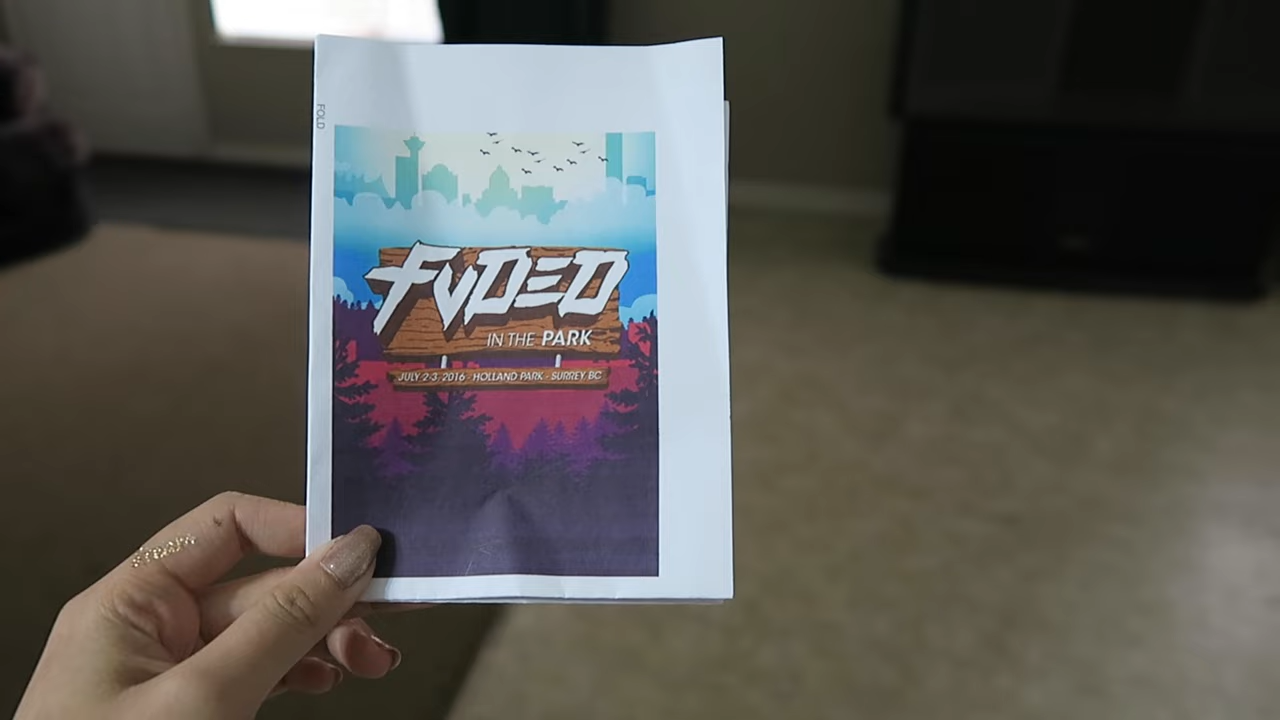 FOLD
FVDED
IN THE PARK
JULY 2-3, 2016 - HOLLAND PARK - SURREY BC